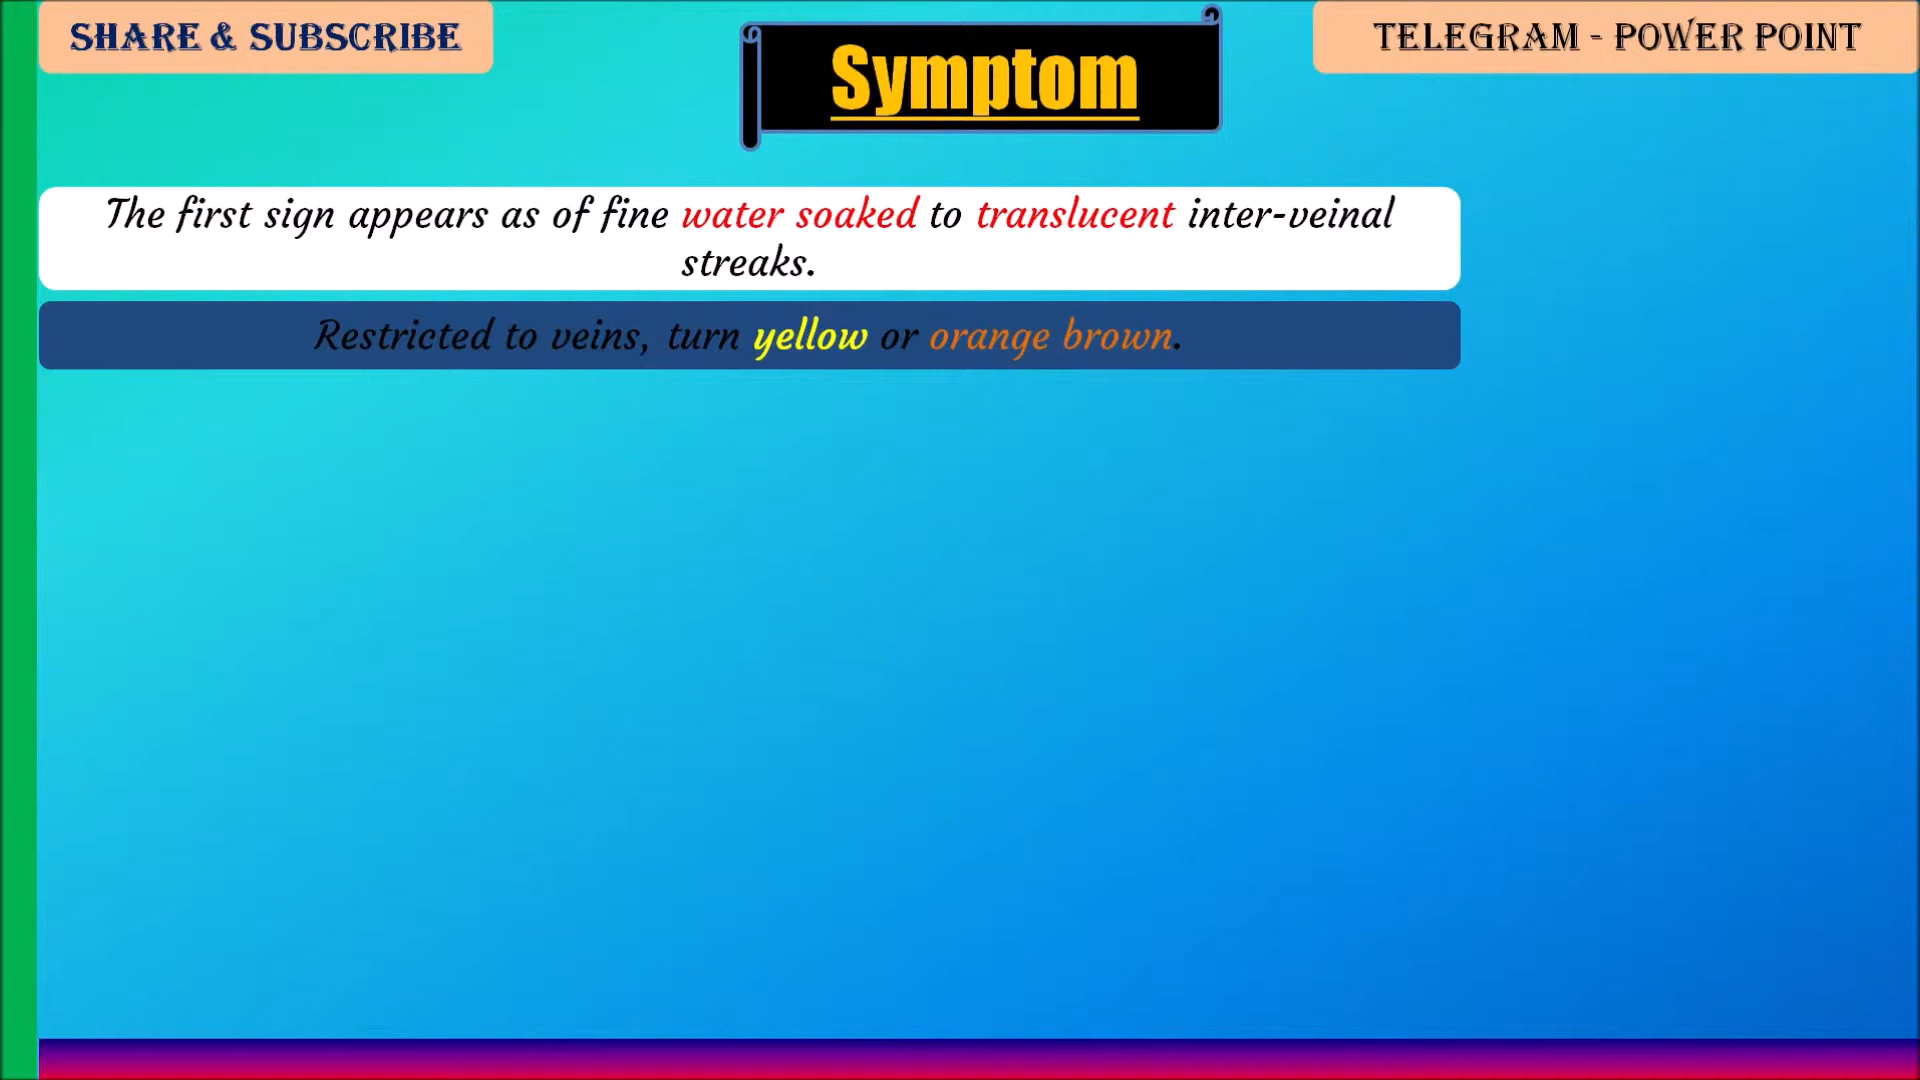 SHARE & SUBSCRIBE
Symptom
TELEGRAM - POWER POINT
The first sign appears as of fine water soaked to translucent inter-veinal
streaks.
Restricted to veins, turn yellow or orange brown.